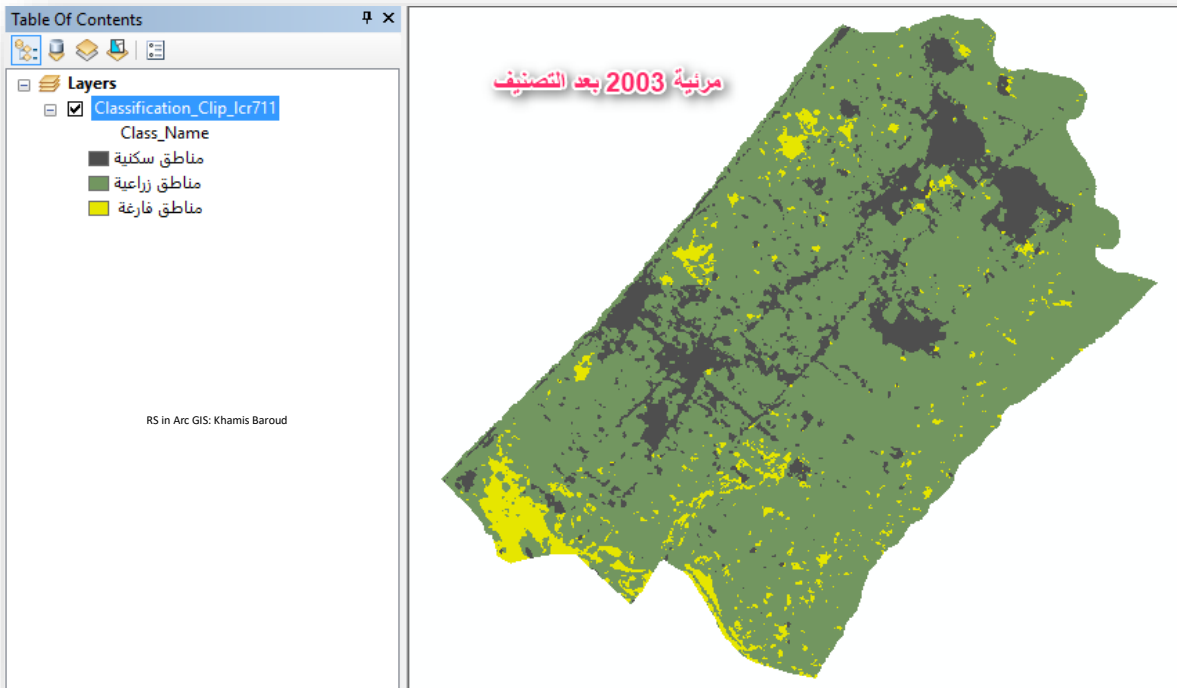 Table Of Contents
Layers
Classification_Clip_lcr711
Class_Name
مناطق سكنية
مناطق زراعية
مناطق فارغة
RS in Arc GIS: Khamis Baroud
مرئية 2003 بعد التصنيف